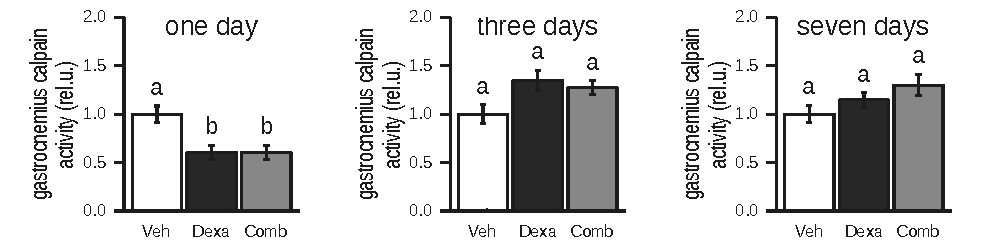 one day
gastrocnemius calpain
activity (rel.u.)
2.0
1.5
1.0
0.5
0.0
a
b
b
Veh Dexa Comb
three days
gastrocnemius calpain
activity (rel.u.)
2.0
1.5
1.0
0.5
0.0
a
a
a
Veh Dexa Comb
seven days
gastrocnemius calpain
activity (rel.u.)
2.0
1.5
1.0
0.5
0.0
a
a
a
Veh Dexa Comb